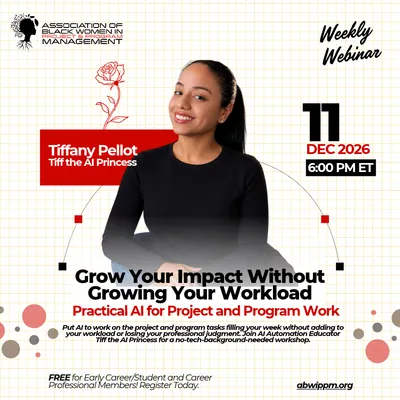 ASSOCIATION OF
BLACK WOMEN IN
PROJECT & PROGRAM
MANAGEMENT
Weekly
Webinar
Tiffany Pellot
Tiff the AI Princess
11
DEC 2026
6:00 PM ET
Grow Your Impact Without
Growing Your Workload
Practical AI for Project and Program Work
Put AI to work on the project and program tasks filling your week without adding to
your workload or losing your professional judgment. Join AI Automation Educator
Tiff the AI Princess for a no-tech-background-needed workshop.
FREE for Early Career/Student and Career
Professional Members! Register Today.
abwippm.org